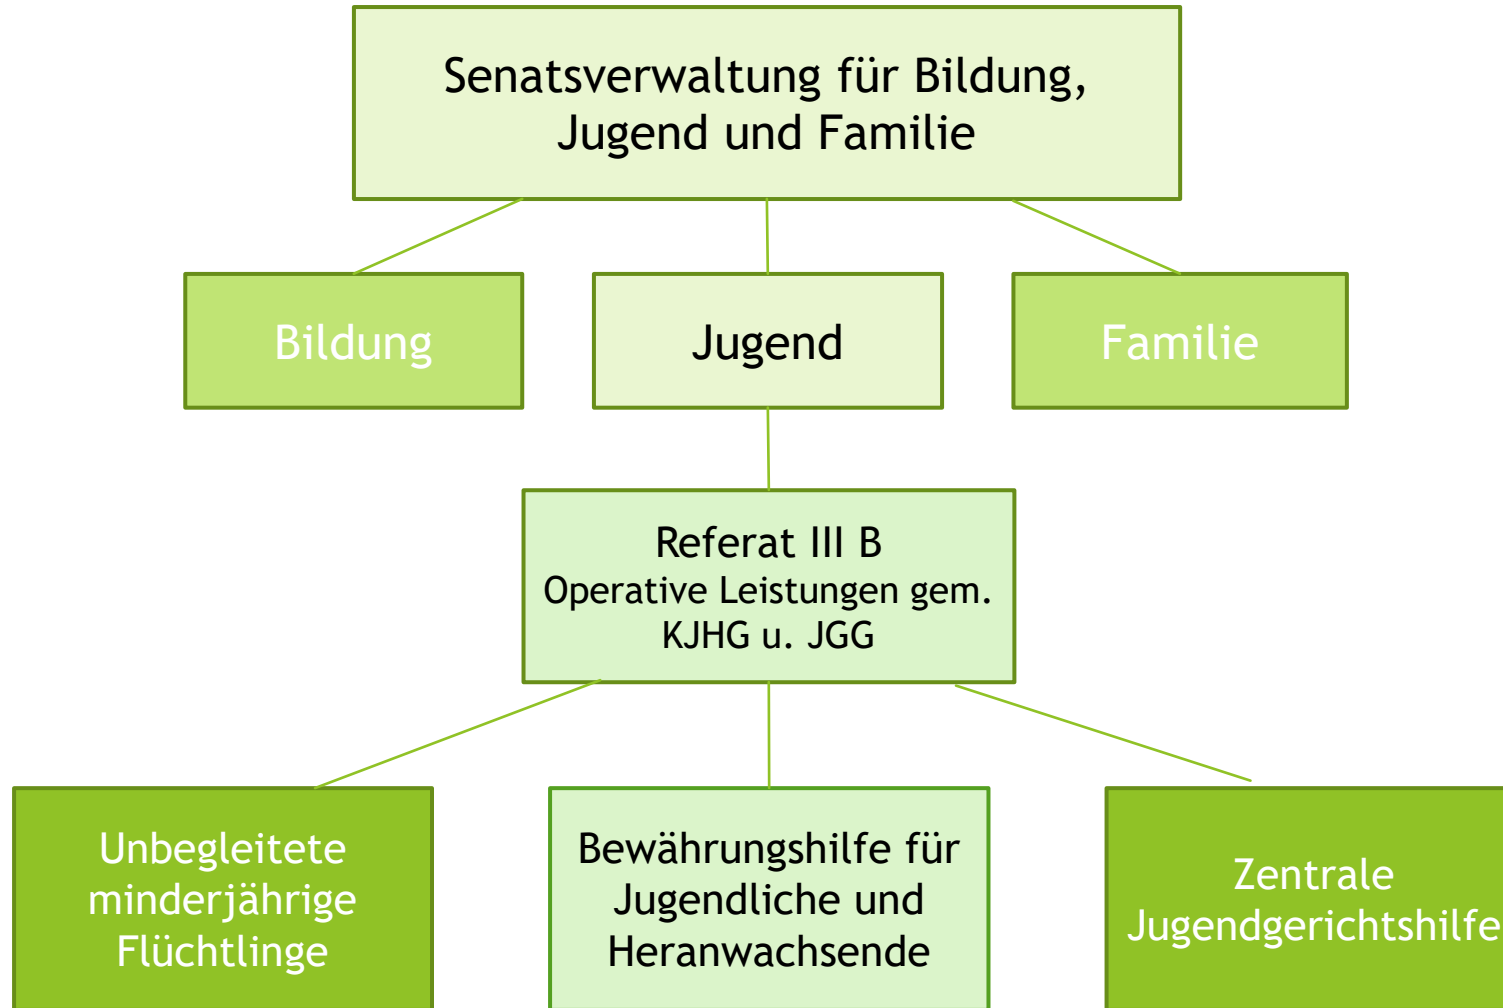 Senatsverwaltung für Bildung,
Jugend und Familie
Bildung
Jugend
Familie
Referat III B
Operative Leistungen gem.
KJHG u. JGG
Unbegleitete
minderjährige
Flüchtlinge
Bewährungshilfe für
Jugendliche und
Heranwachsende
Zentrale
Jugendgerichtshilfe